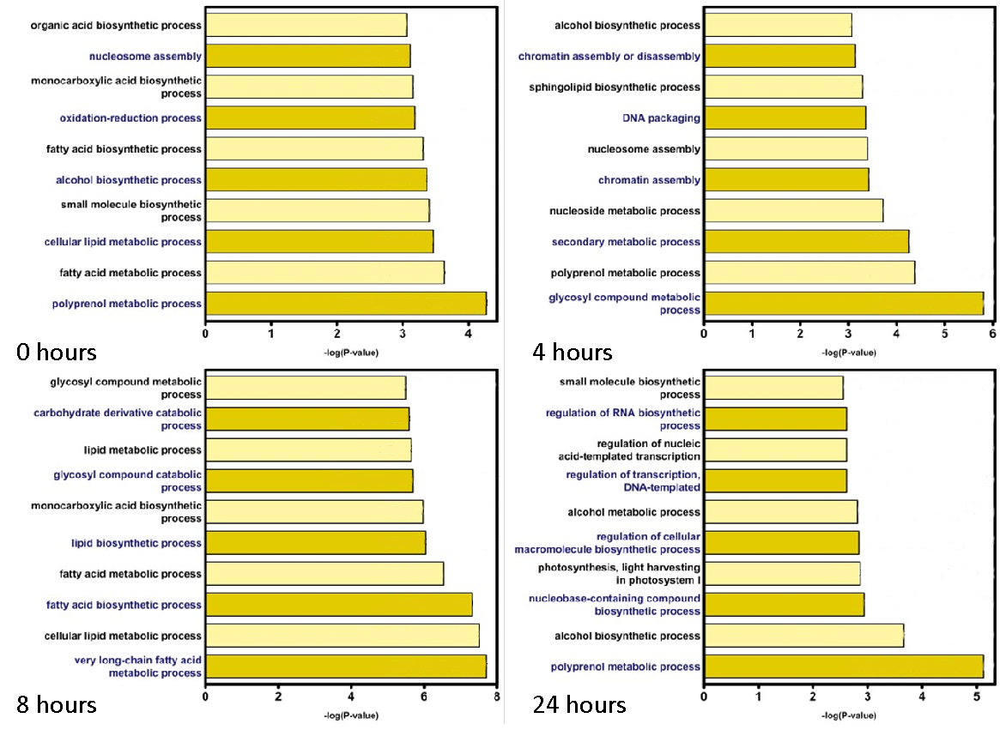 organic acid biosynthetic process
nucleosome assembly
monocarboxylic acid biosynthetic
process
oxidation-reduction process
fatty acid biosynthetic process
alcohol biosynthetic process
small molecule biosynthetic
process
cellular lipid metabolic process
fatty acid metabolic process
polyprenol metabolic process
0 1 2 3 4
-log(P-value)
0 hours
alcohol biosynthetic process
chromatin assembly or disassembly
sphingolipid biosynthetic process
DNA packaging
nucleosome assembly
chromatin assembly
nucleoside metabolic process
secondary metabolic process
polyprenol metabolic process
glycosyl compound metabolic
process
0 1 2 3 4 5 6
-log(P-value)
4 hours
glycosyl compound metabolic
process
carbohydrate derivative catabolic
process
lipid metabolic process
glycosyl compound catabolic
process
monocarboxylic acid biosynthetic
process
lipid biosynthetic process
fatty acid metabolic process
fatty acid biosynthetic process
cellular lipid metabolic process
very long-chain fatty acid
metabolic process
0 2 4 6 8
-log(P-value)
8 hours
small molecule biosynthetic
process
regulation of RNA biosynthetic
process
regulation of nucleic
acid-templated transcription
regulation of transcription,
DNA-templated
alcohol metabolic process
regulation of cellular
macromolecule biosynthetic process
photosynthesis, light harvesting
in photosystem I
nucleobase-containing compound
biosynthetic process
alcohol biosynthetic process
polyprenol metabolic process
0 1 2 3 4 5
-log(P-value)
24 hours